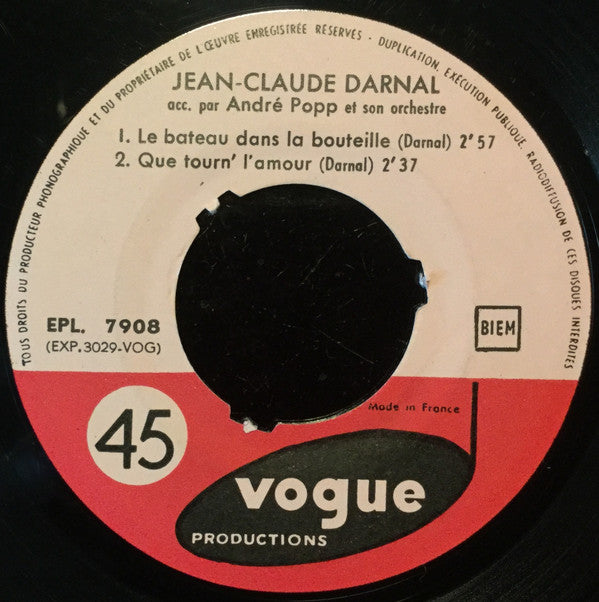 TOUS DROITS DU PRODUCTEUR PHONOGRAPHIQUE ET DU PROPRIÉTAIRE DE L'ŒUVRE ENREGISTRÉE RÉSERVÉS - DUPLICATION, EXÉCUTION PUBLIQUE, RADIODIFFUSION DE CES DISQUES INTERDITES
JEAN-CLAUDE DARNAL
acc. par André Popp et son orchestre
1. Le bateau dans la bouteille (Darnal) 2'57
2. Que tourn' l'amour (Darnal) 2'37
EPL. 7908
(EXP.3029-VOG)
BIEM
Made in France
45
vogue
PRODUCTIONS